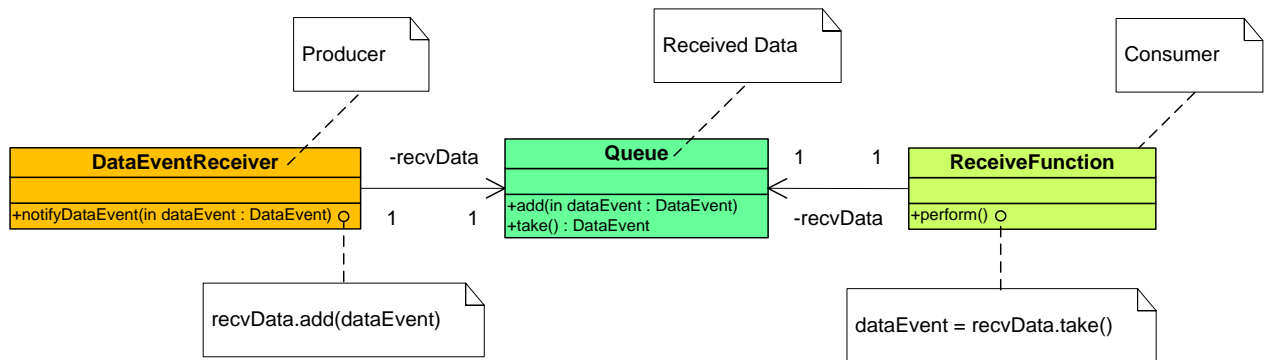 Producer
Received Data
Consumer
DataEventReceiver
+notifyDataEvent(in dataEvent : DataEvent)
-recvData
1
1
Queue
+add(in dataEvent : DataEvent)
+take() : DataEvent
1
1
-recvData
ReceiveFunction
+perform()
recvData.add(dataEvent)
dataEvent = recvData.take()